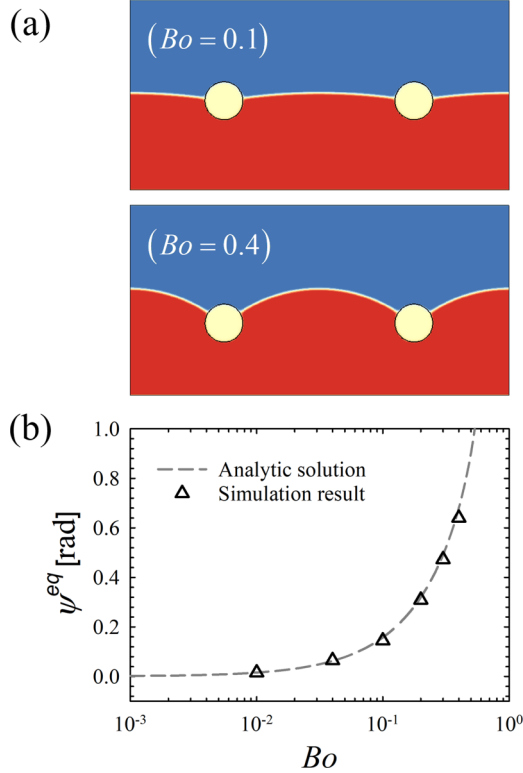 (a)
(Bo = 0.1)
(Bo = 0.4)
(b)
1.0
0.8
0.6
0.4
0.2
0.0
ψ^eq [rad]
Analytic solution
Simulation result
10^-3 10^-2 10^-1 10^0
Bo